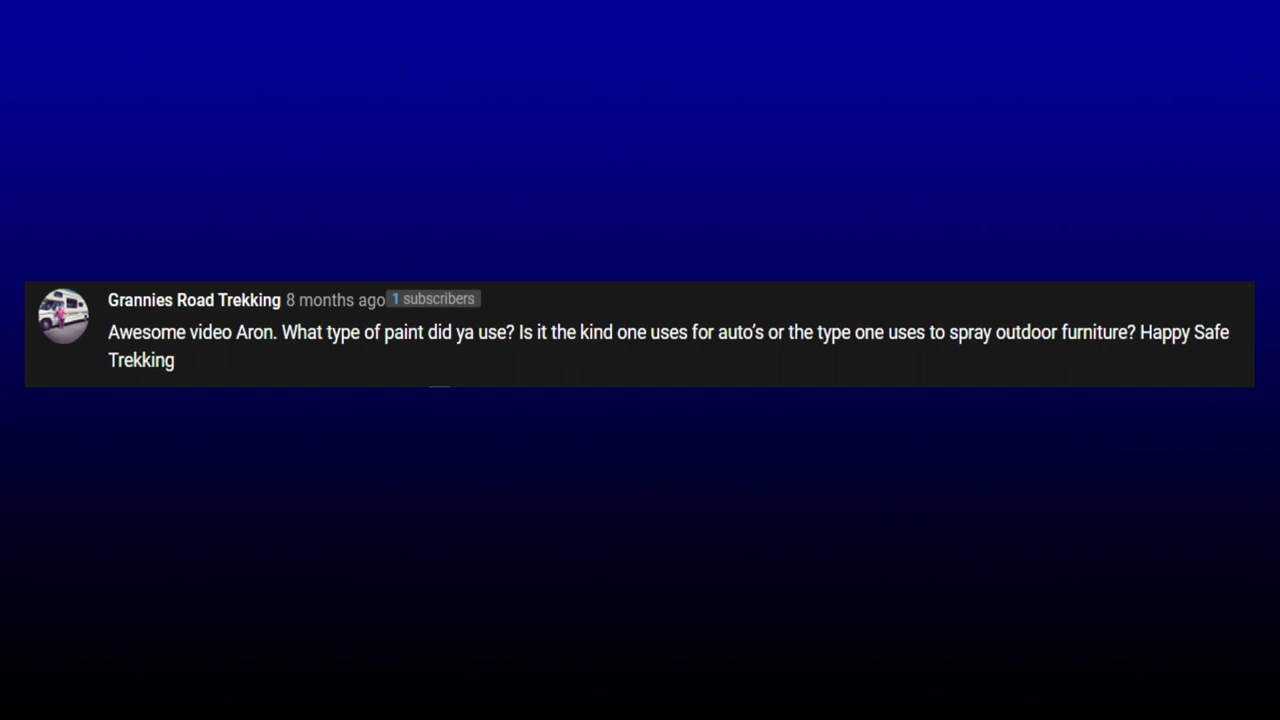 Grannies Road Trekking 8 months ago 1 subscribers
Awesome video Aron. What type of paint did ya use? Is it the kind one uses for auto's or the type one uses to spray outdoor furniture? Happy Safe
Trekking